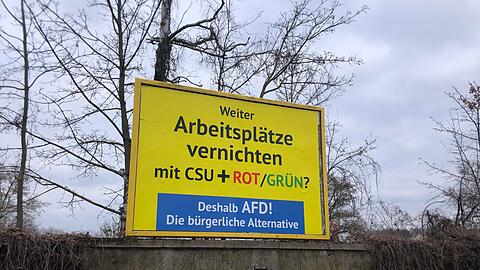 Weiter
Arbeitsplätze
vernichten
mit CSU + ROT/GRÜN?
Deshalb AFD!
Die bürgerliche Alternative